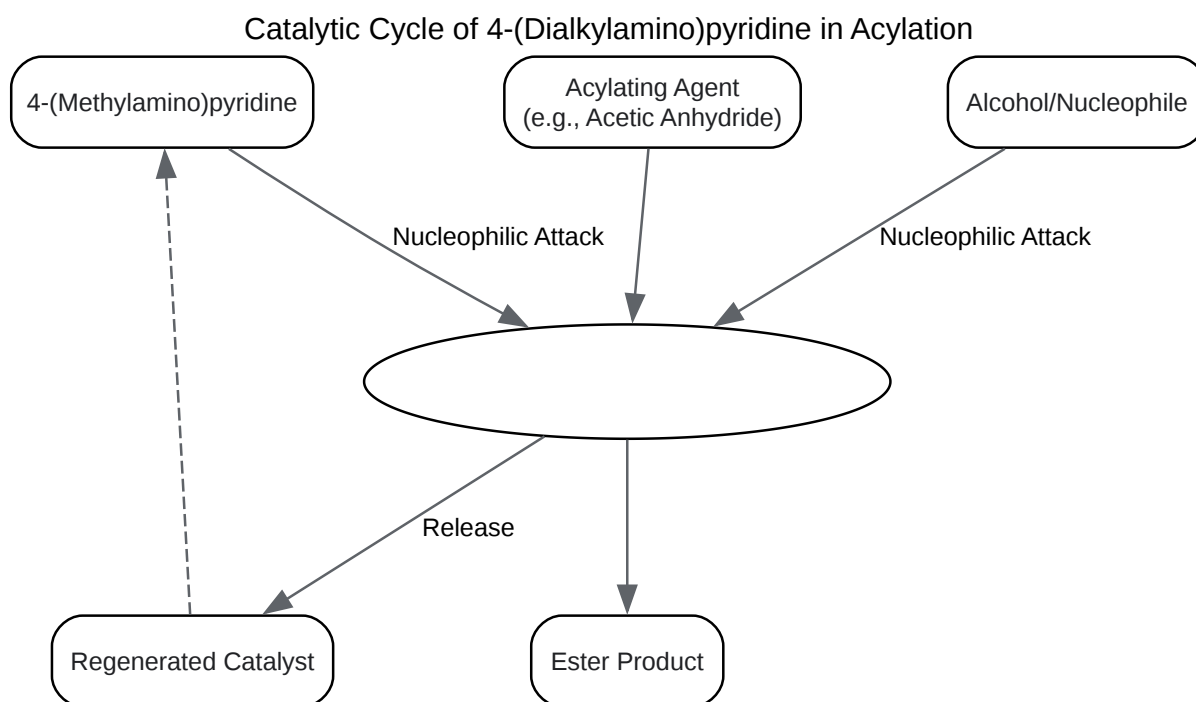 Catalytic Cycle of 4-(Dialkylamino)pyridine in Acylation
4-(Methylamino)pyridine
Acylating Agent
(e.g., Acetic Anhydride)
Alcohol/Nucleophile
Nucleophilic Attack
Nucleophilic Attack
Release
Regenerated Catalyst
Ester Product